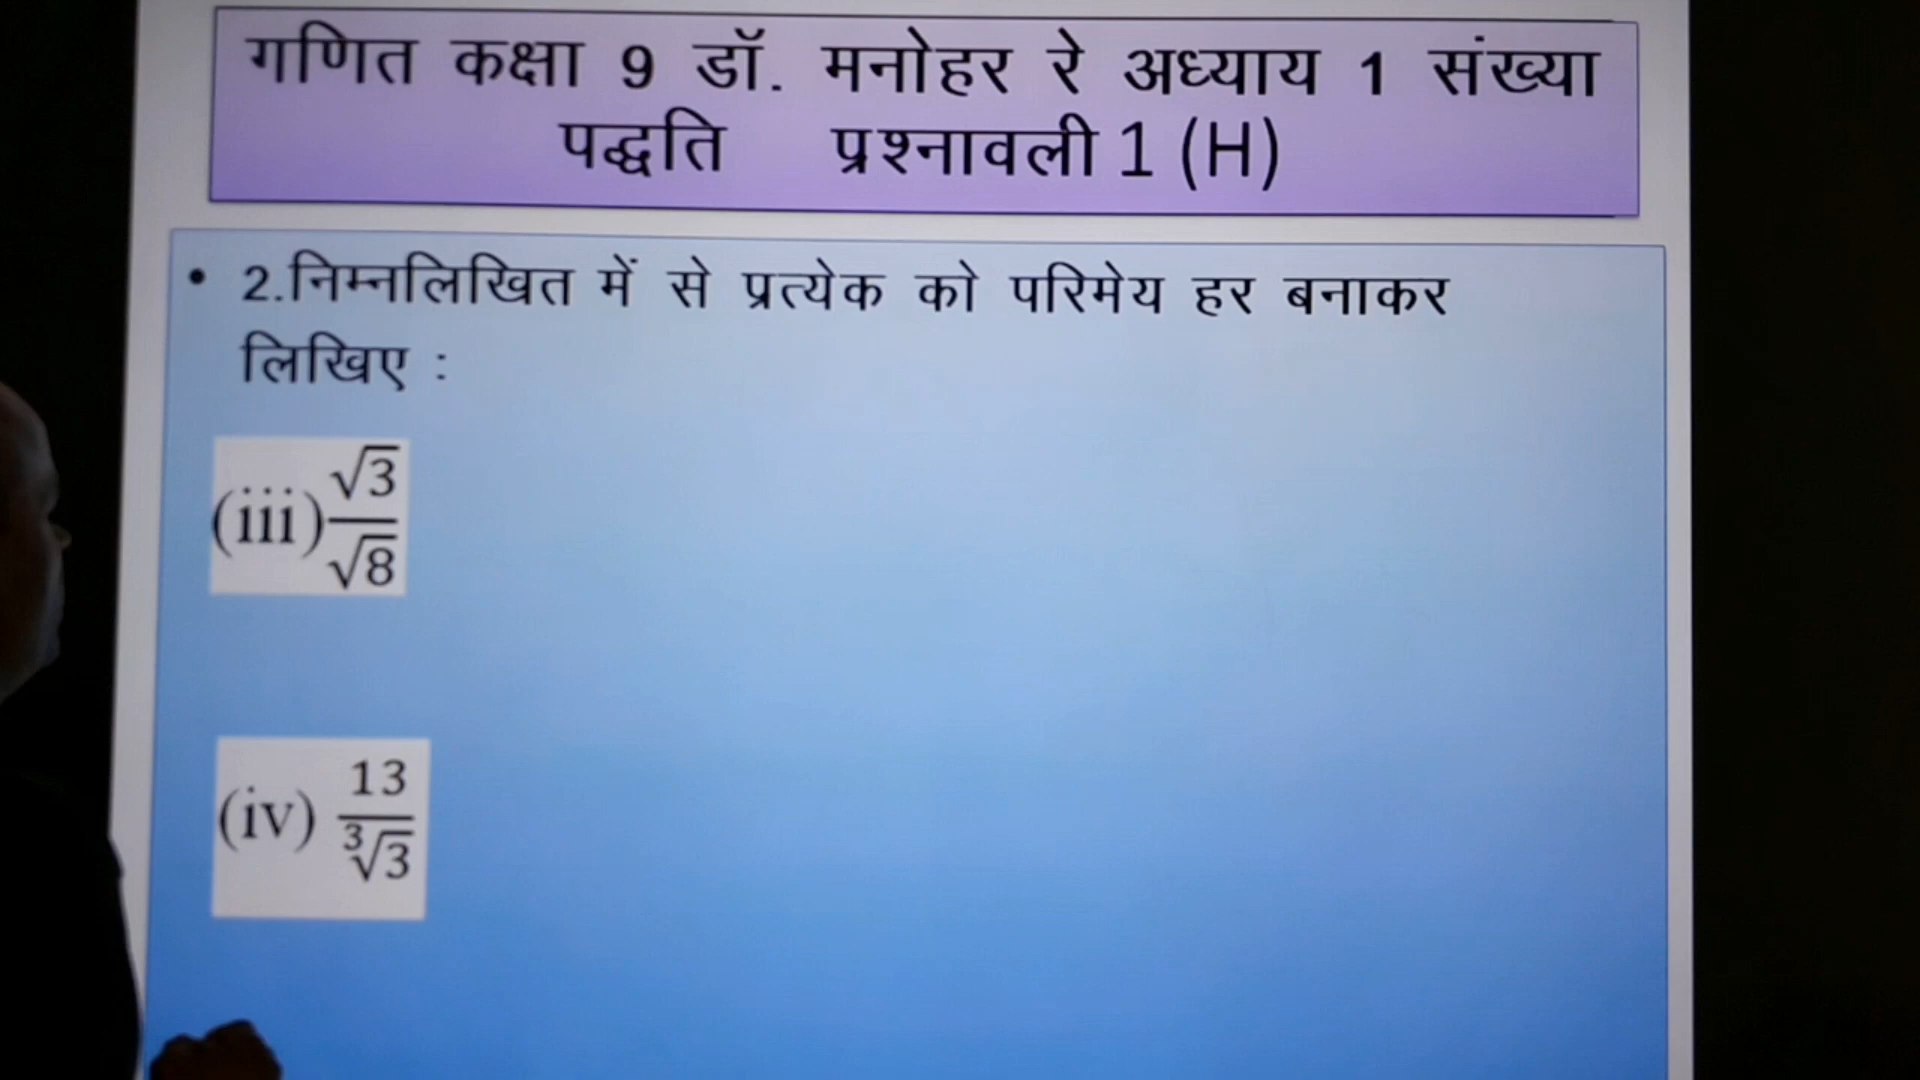 गणित कक्षा 9 डॉ. मनोहर रे अध्याय 1 संख्या
पद्धति प्रश्नावली 1 (H)
• 2.निम्नलिखित में से प्रत्येक को परिमेय हर बनाकर
लिखिए :
(iii) √3/√8
(iv) 13/∛3